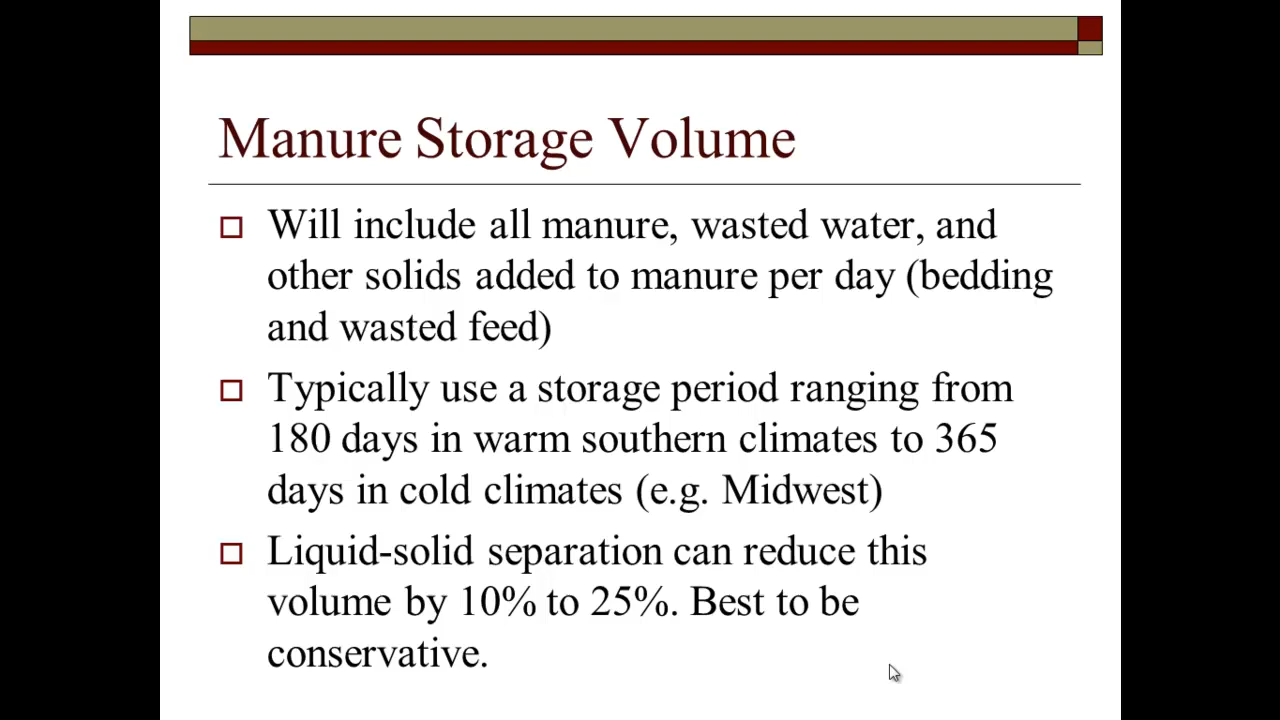 Manure Storage Volume
Will include all manure, wasted water, and
other solids added to manure per day (bedding
and wasted feed)
Typically use a storage period ranging from
180 days in warm southern climates to 365
days in cold climates (e.g. Midwest)
Liquid-solid separation can reduce this
volume by 10% to 25%. Best to be
conservative.